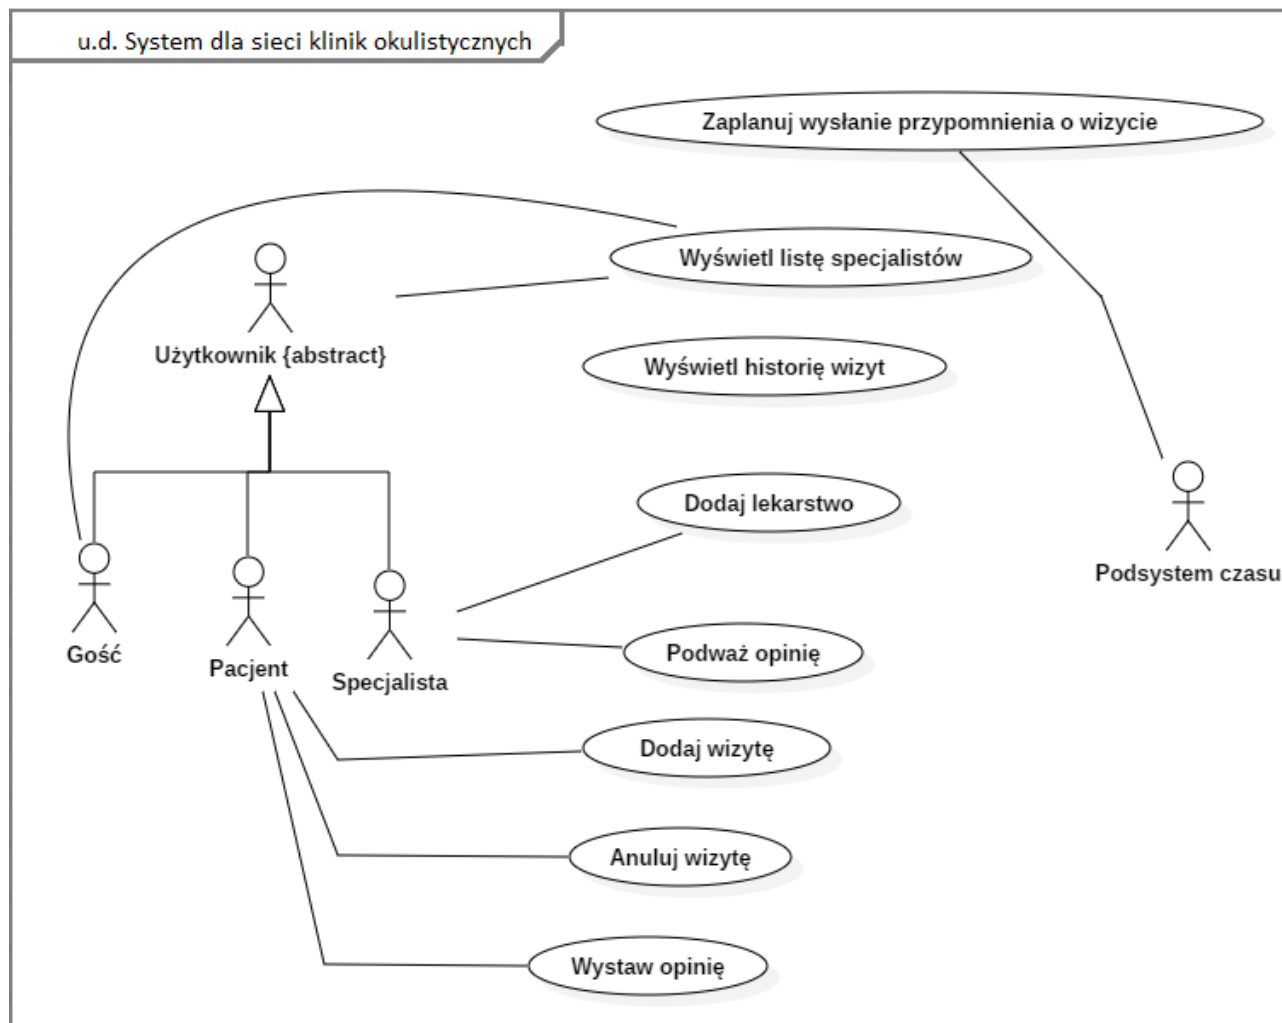 u.d. System dla sieci klinik okulistycznych
Zaplanuj wysłanie przypomnienia o wizycie
Wyświetl listę specjalistów
Użytkownik {abstract}
Wyświetl historię wizyt
Dodaj lekarstwo
Podsystem czasu
Gość
Pacjent
Specjalista
Podważ opinię
Dodaj wizytę
Anuluj wizytę
Wystaw opinię